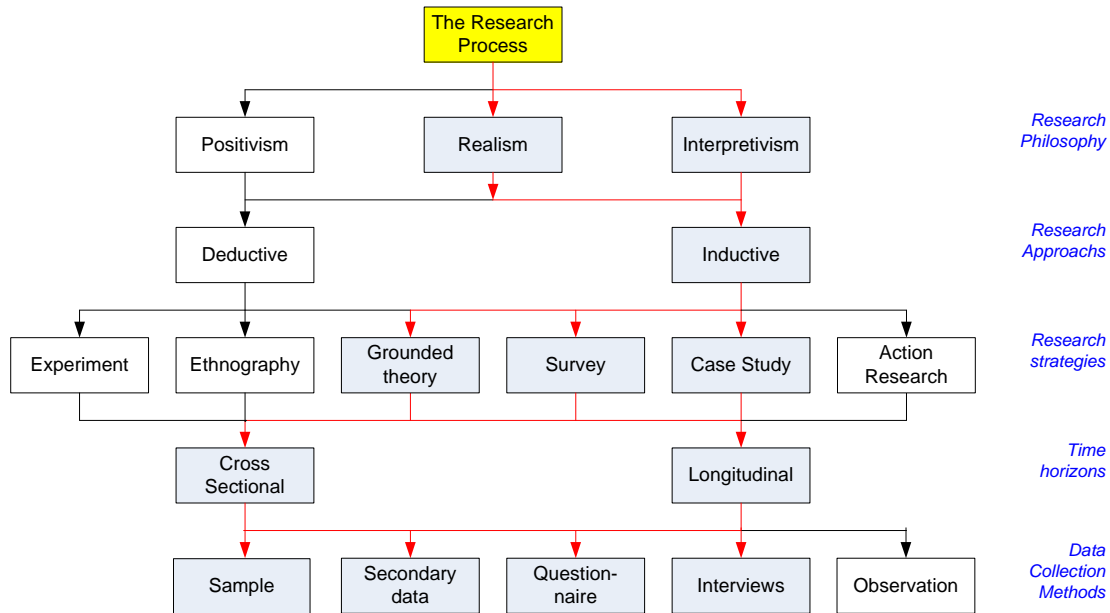 The Research
Process
Positivism
Realism
Interpretivism
Research
Philosophy
Deductive
Inductive
Research
Approachs
Experiment
Ethnography
Grounded
theory
Survey
Case Study
Action
Research
Research
strategies
Cross
Sectional
Longitudinal
Time
horizons
Sample
Secondary
data
Question-
naire
Interviews
Observation
Data
Collection
Methods